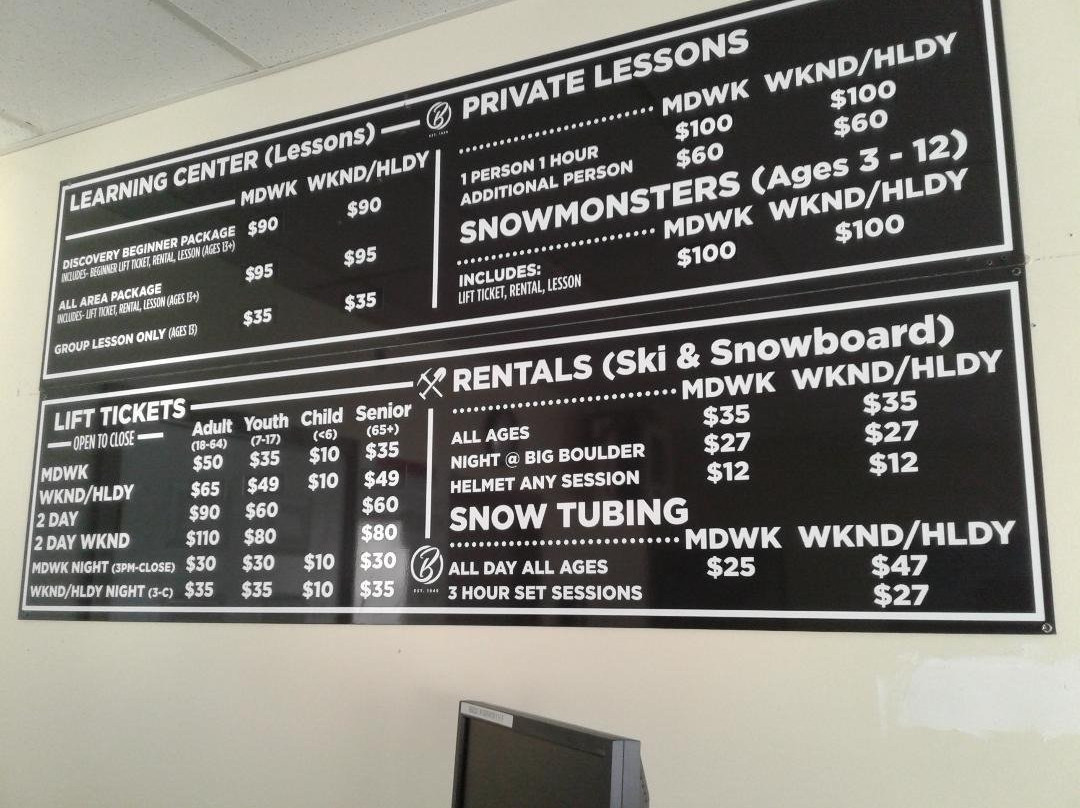 LEARNING CENTER (Lessons)
MDWK WKND/HLDY
DISCOVERY BEGINNER PACKAGE $90 $90
INCLUDES- BEGINNER LIFT TICKET, RENTAL, LESSON (AGES 13+)
ALL AREA PACKAGE $95 $95
INCLUDES- LIFT TICKET, RENTAL, LESSON (AGES 13+)
GROUP LESSON ONLY (AGES 13) $35 $35
B
EST. 1949
PRIVATE LESSONS
MDWK WKND/HLDY
1 PERSON 1 HOUR $100 $100
ADDITIONAL PERSON $60 $60
SNOWMONSTERS (Ages 3 - 12)
MDWK WKND/HLDY
INCLUDES: $100 $100
LIFT TICKET, RENTAL, LESSON
LIFT TICKETS
OPEN TO CLOSE
Adult Youth Child Senior
(18-64) (7-17) (<6) (65+)
MDWK $50 $35 $10 $35
WKND/HLDY $65 $49 $10 $49
2 DAY $90 $60 $60
2 DAY WKND $110 $80 $80
MDWK NIGHT (3PM-CLOSE) $30 $30 $10 $30
WKND/HLDY NIGHT (3-C) $35 $35 $10 $35
RENTALS (Ski & Snowboard)
MDWK WKND/HLDY
ALL AGES $35 $35
NIGHT @ BIG BOULDER $27 $27
HELMET ANY SESSION $12 $12
SNOW TUBING
MDWK WKND/HLDY
ALL DAY ALL AGES $25 $47
3 HOUR SET SESSIONS $27
B
EST. 1949